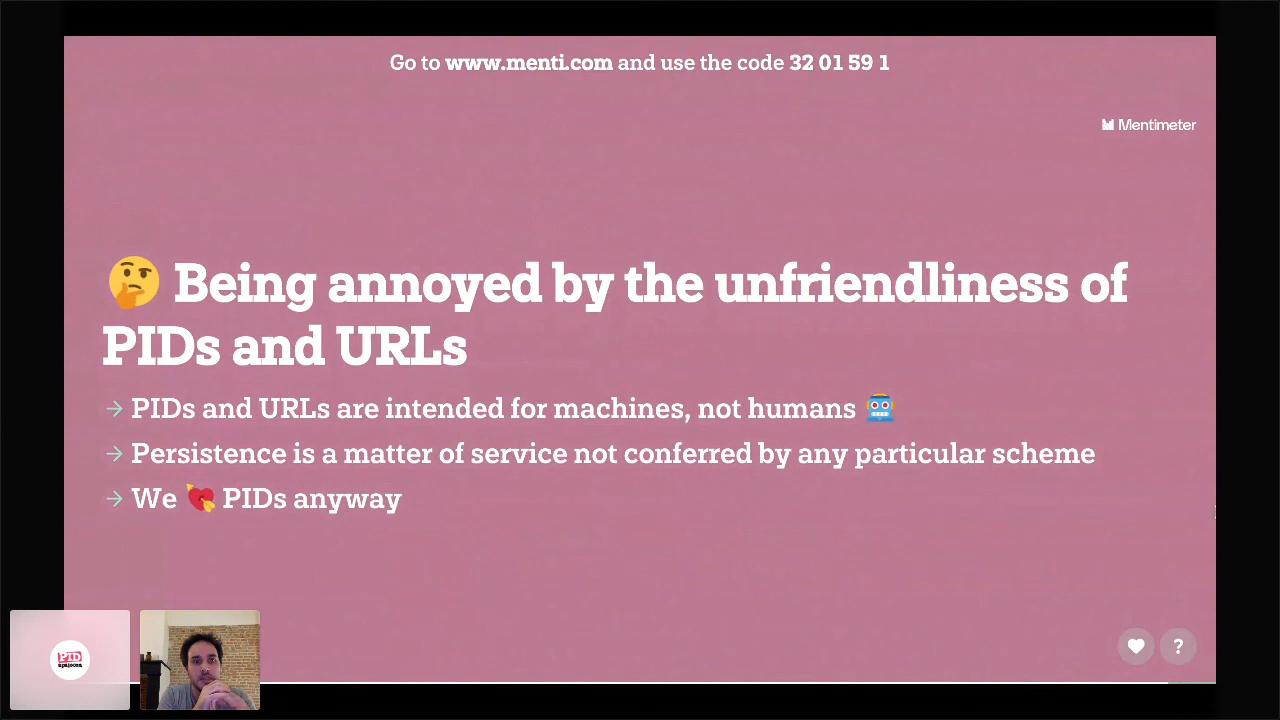 Go to www.menti.com and use the code 32 01 59 1
Mentimeter
🤔 Being annoyed by the unfriendliness of
PIDs and URLs
→ PIDs and URLs are intended for machines, not humans 🤖
→ Persistence is a matter of service not conferred by any particular scheme
→ We 💘 PIDs anyway
?
PID
apalooza